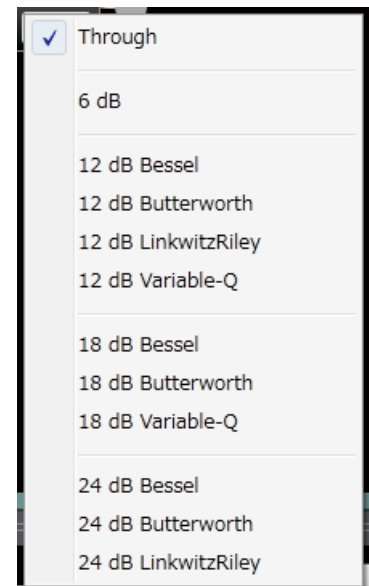 Through
6 dB
12 dB Bessel
12 dB Butterworth
12 dB LinkwitzRiley
12 dB Variable-Q
18 dB Bessel
18 dB Butterworth
18 dB Variable-Q
24 dB Bessel
24 dB Butterworth
24 dB LinkwitzRiley